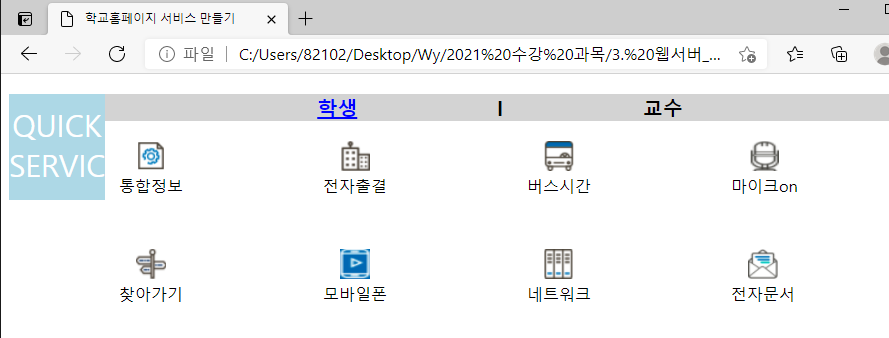 학교홈페이지 서비스 만들기
파일 C:/Users/82102/Desktop/Wy/2021%20수강%20과목/3.%20웹서버_...
QUICK
SERVIC
학생 l 교수
통합정보 전자출결 버스시간 마이크on
찾아가기 모바일폰 네트워크 전자문서